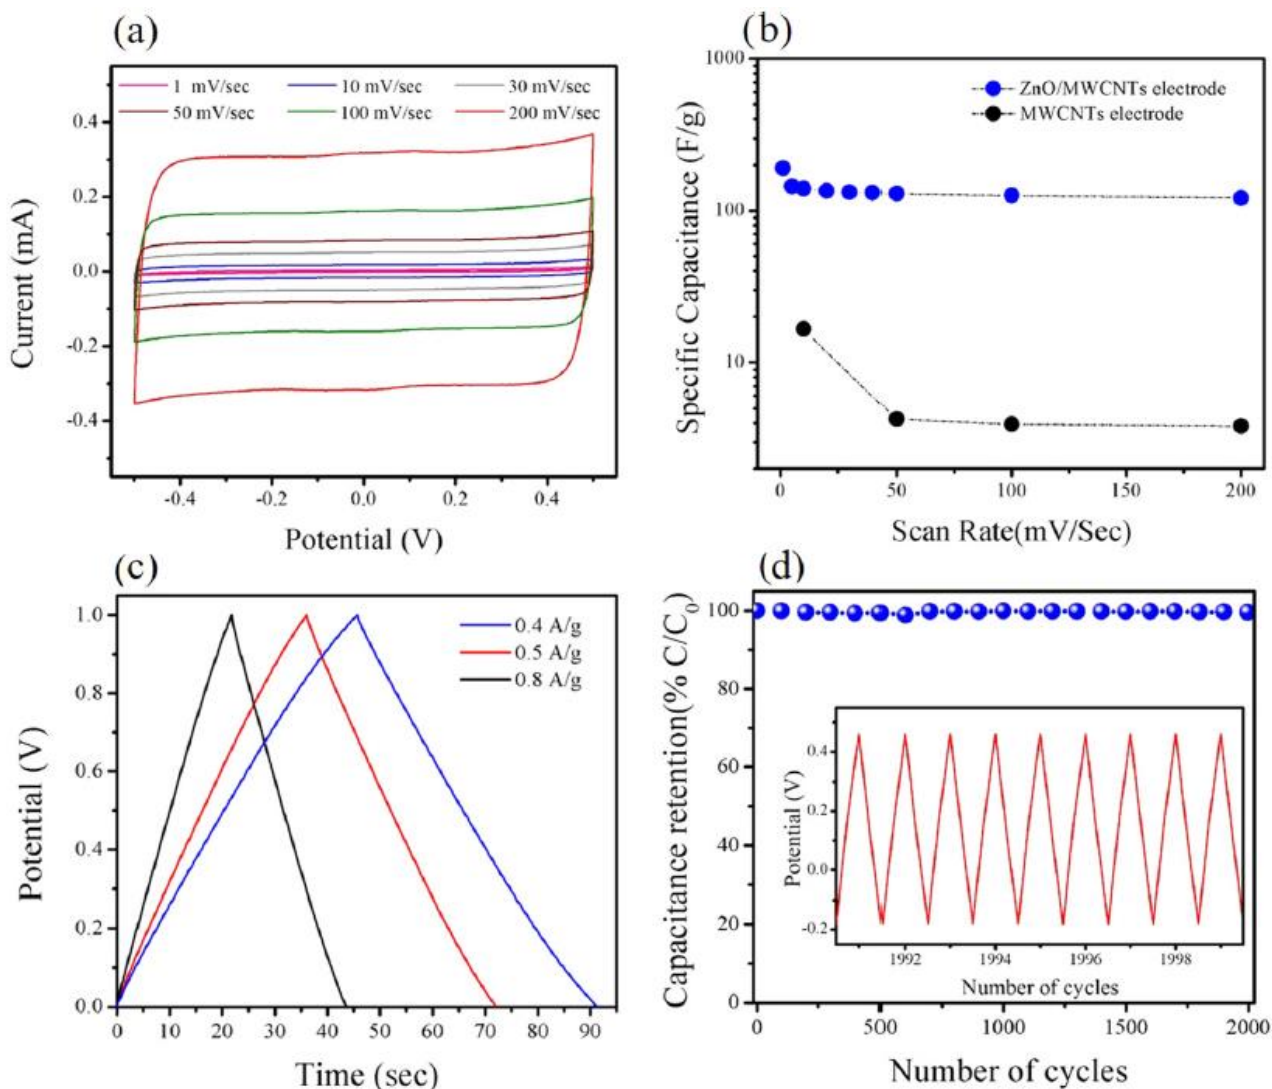 (a)
1 mV/sec 10 mV/sec 30 mV/sec
50 mV/sec 100 mV/sec 200 mV/sec
0.4
0.2
0.0
-0.2
-0.4
Current (mA)
-0.4 -0.2 0.0 0.2 0.4
Potential (V)
(b)
ZnO/MWCNTs electrode
MWCNTs electrode
1000
100
10
Specific Capacitance (F/g)
0 50 100 150 200
Scan Rate(mV/Sec)
(c)
0.4 A/g
0.5 A/g
0.8 A/g
1.0
0.8
0.6
0.4
0.2
0.0
Potential (V)
0 10 20 30 40 50 60 70 80 90
Time (sec)
(d)
100
80
60
40
20
0
Capacitance retention(% C/C0)
0.4
0.2
0.0
-0.2
Potential (V)
1992 1994 1996 1998
Number of cycles
0 500 1000 1500 2000
Number of cycles